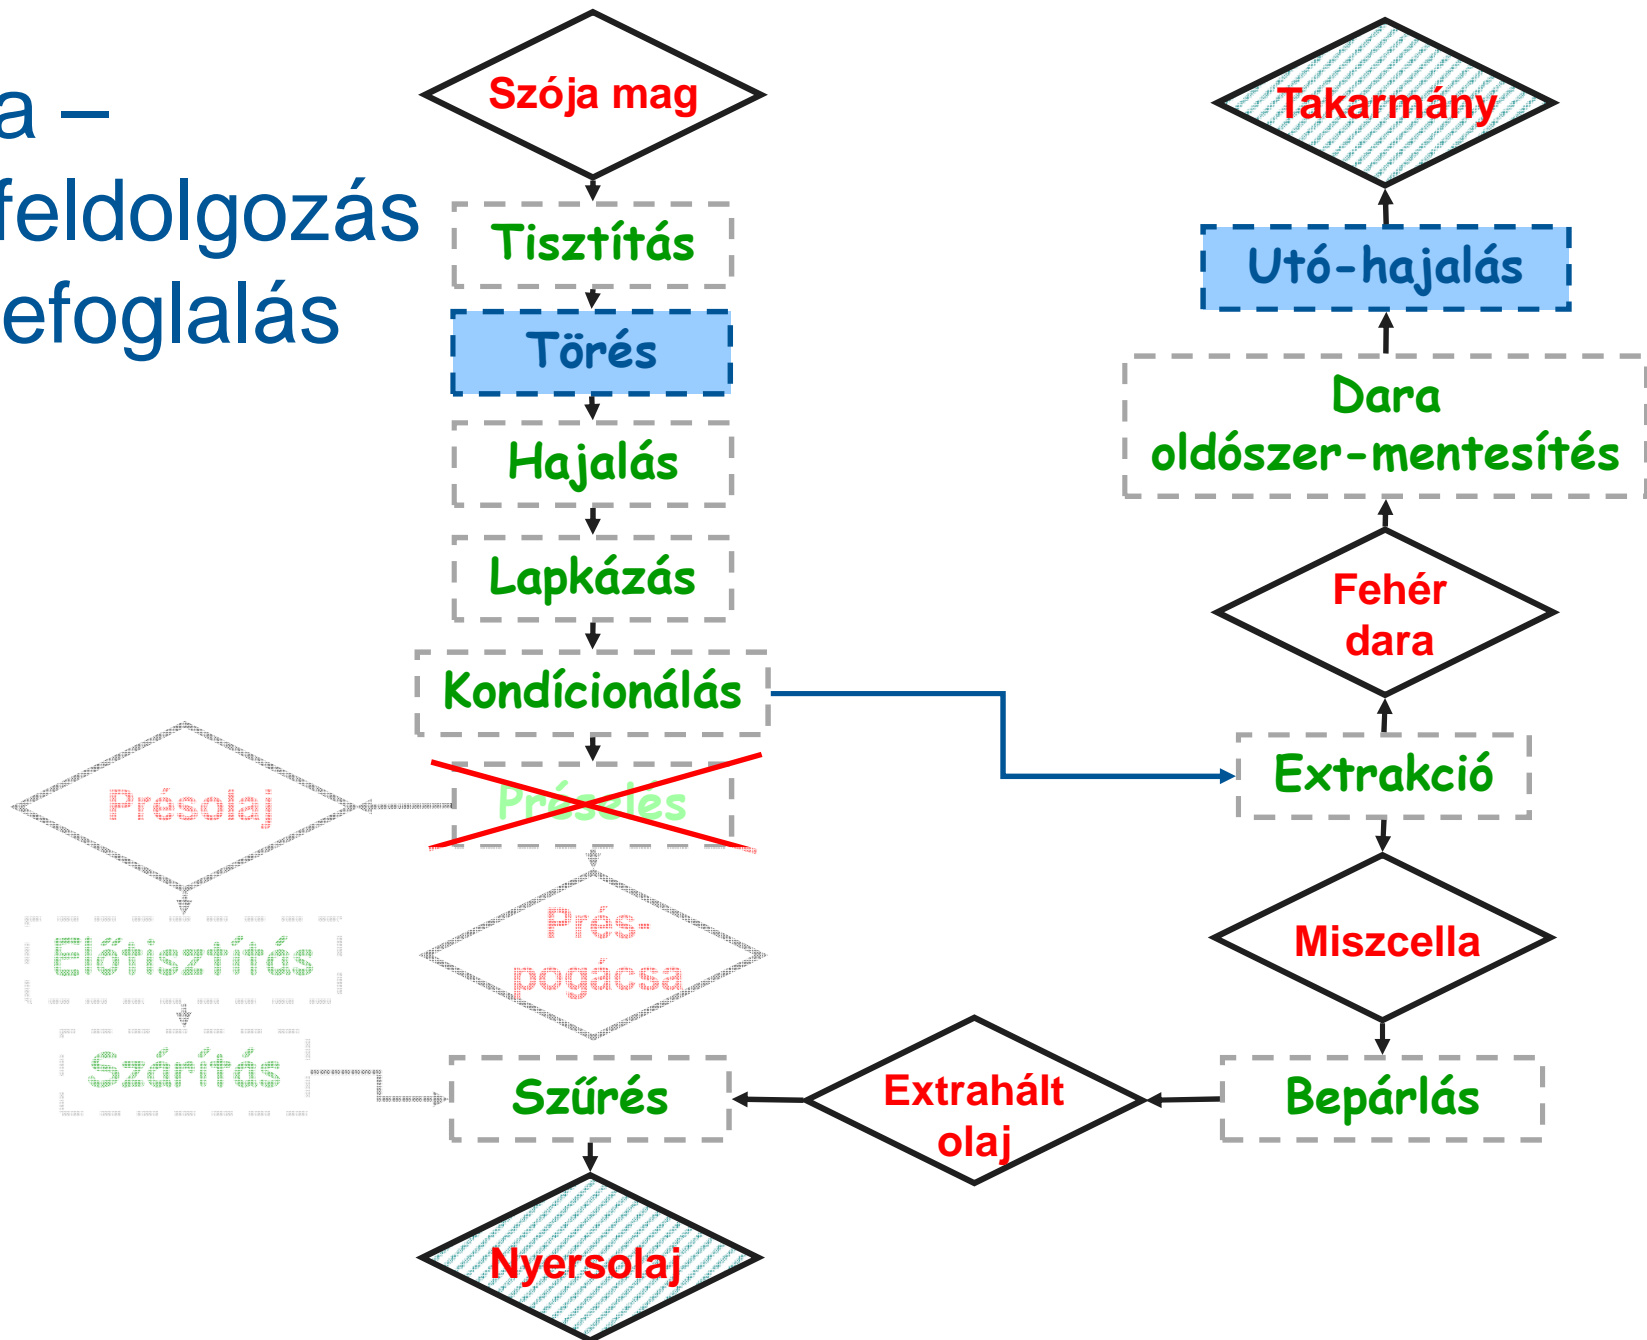 a –
feldolgozás
efoglalás
Szója mag
Tisztítás
Törés
Hajalás
Lapkázás
Kondícionálás
Préselés
Présolaj
Előtisztítás
Szárítás
Prés-
pogácsa
Szűrés
Nyersolaj
Takarmány
Utó-hajalás
Dara
oldószer-mentesítés
Fehér
dara
Extrakció
Miszcella
Bepárlás
Extrahált
olaj